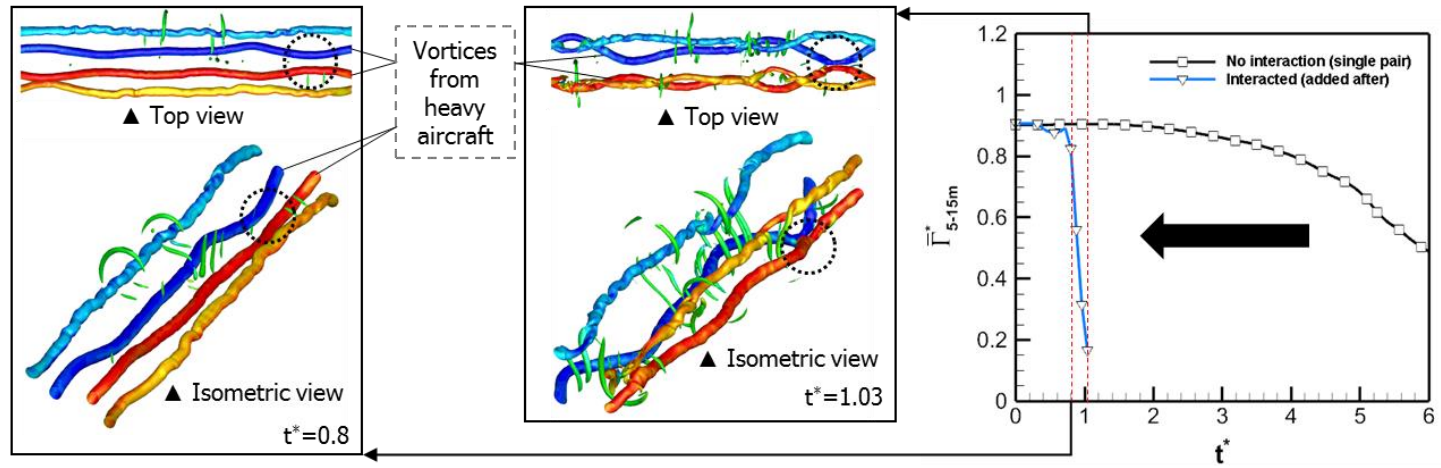 ▲ Top view
▲ Isometric view
t*=0.8
Vortices
from
heavy
aircraft
▲ Top view
▲ Isometric view
t*=1.03
No interaction (single pair)
Interacted (added after)
Γ̅*5-15m
1.2
1
0.8
0.6
0.4
0.2
0
0 1 2 3 4 5 6
t*